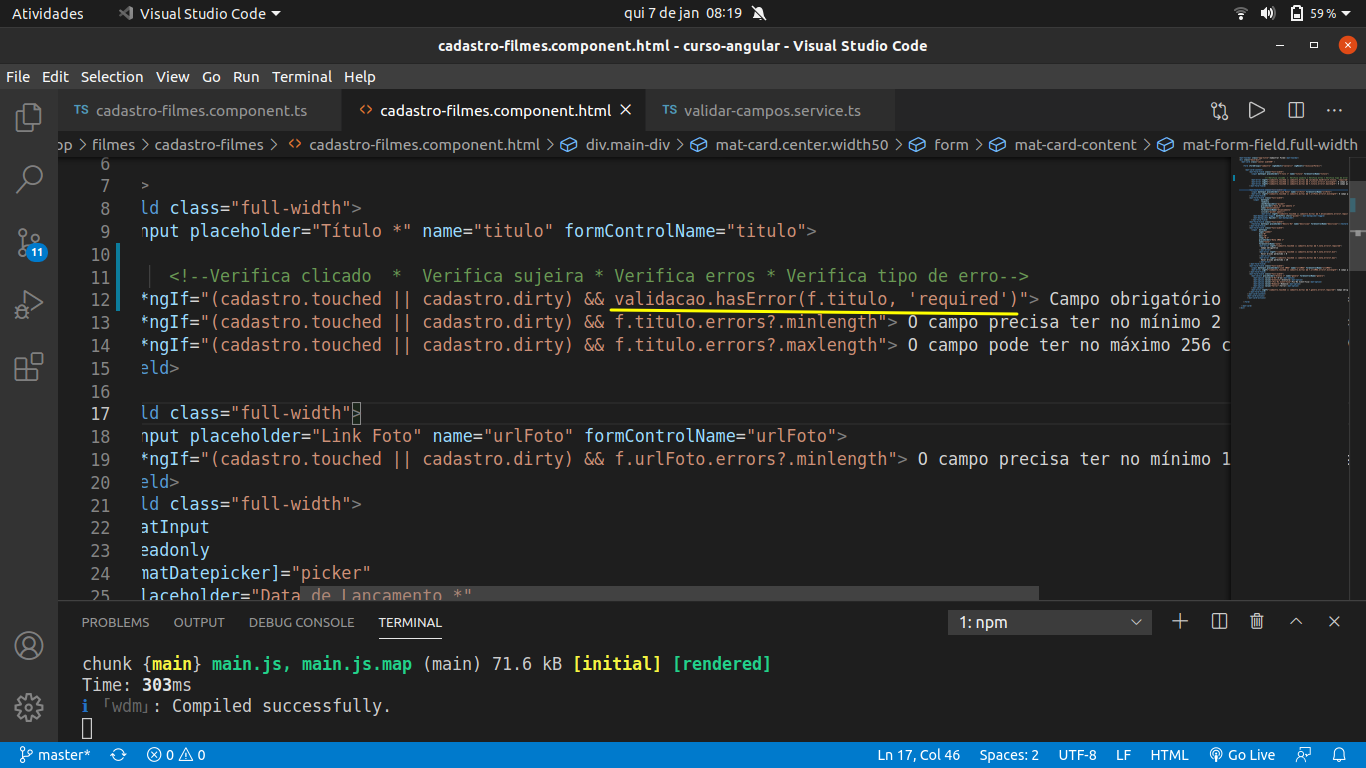 Atividades
Visual Studio Code
qui 7 de jan 08:19
59 %
cadastro-filmes.component.html - curso-angular - Visual Studio Code
File Edit Selection View Go Run Terminal Help
TS cadastro-filmes.component.ts
<> cadastro-filmes.component.html
TS validar-campos.service.ts
pp > filmes > cadastro-filmes > <> cadastro-filmes.component.html > div.main-div > mat-card.center.width50 > form > mat-card-content > mat-form-field.full-width
6
7 >
8 ld class="full-width">
9 nput placeholder="Título *" name="titulo" formControlName="titulo">
10
11 <!--Verifica clicado  *  Verifica sujeira * Verifica erros * Verifica tipo de erro-->
12 *ngIf="(cadastro.touched || cadastro.dirty) && validacao.hasError(f.titulo, 'required')"> Campo obrigatório
13 *ngIf="(cadastro.touched || cadastro.dirty) && f.titulo.errors?.minlength"> O campo precisa ter no mínimo 2
14 *ngIf="(cadastro.touched || cadastro.dirty) && f.titulo.errors?.maxlength"> O campo pode ter no máximo 256 c
15 eld>
16
17 ld class="full-width">
18 nput placeholder="Link Foto" name="urlFoto" formControlName="urlFoto">
19 *ngIf="(cadastro.touched || cadastro.dirty) && f.urlFoto.errors?.minlength"> O campo precisa ter no mínimo 1
20 eld>
21 ld class="full-width">
22 atInput
23 eadonly
24 matDatepicker]="picker"
25 laceholder="Data de Lançamento *"
11
PROBLEMS OUTPUT DEBUG CONSOLE TERMINAL
1: npm
chunk {main} main.js, main.js.map (main) 71.6 kB [initial] [rendered]
Time: 303ms
ℹ ｢wdm｣: Compiled successfully.
master*
0 0
Ln 17, Col 46
Spaces: 2
UTF-8
LF
HTML
Go Live